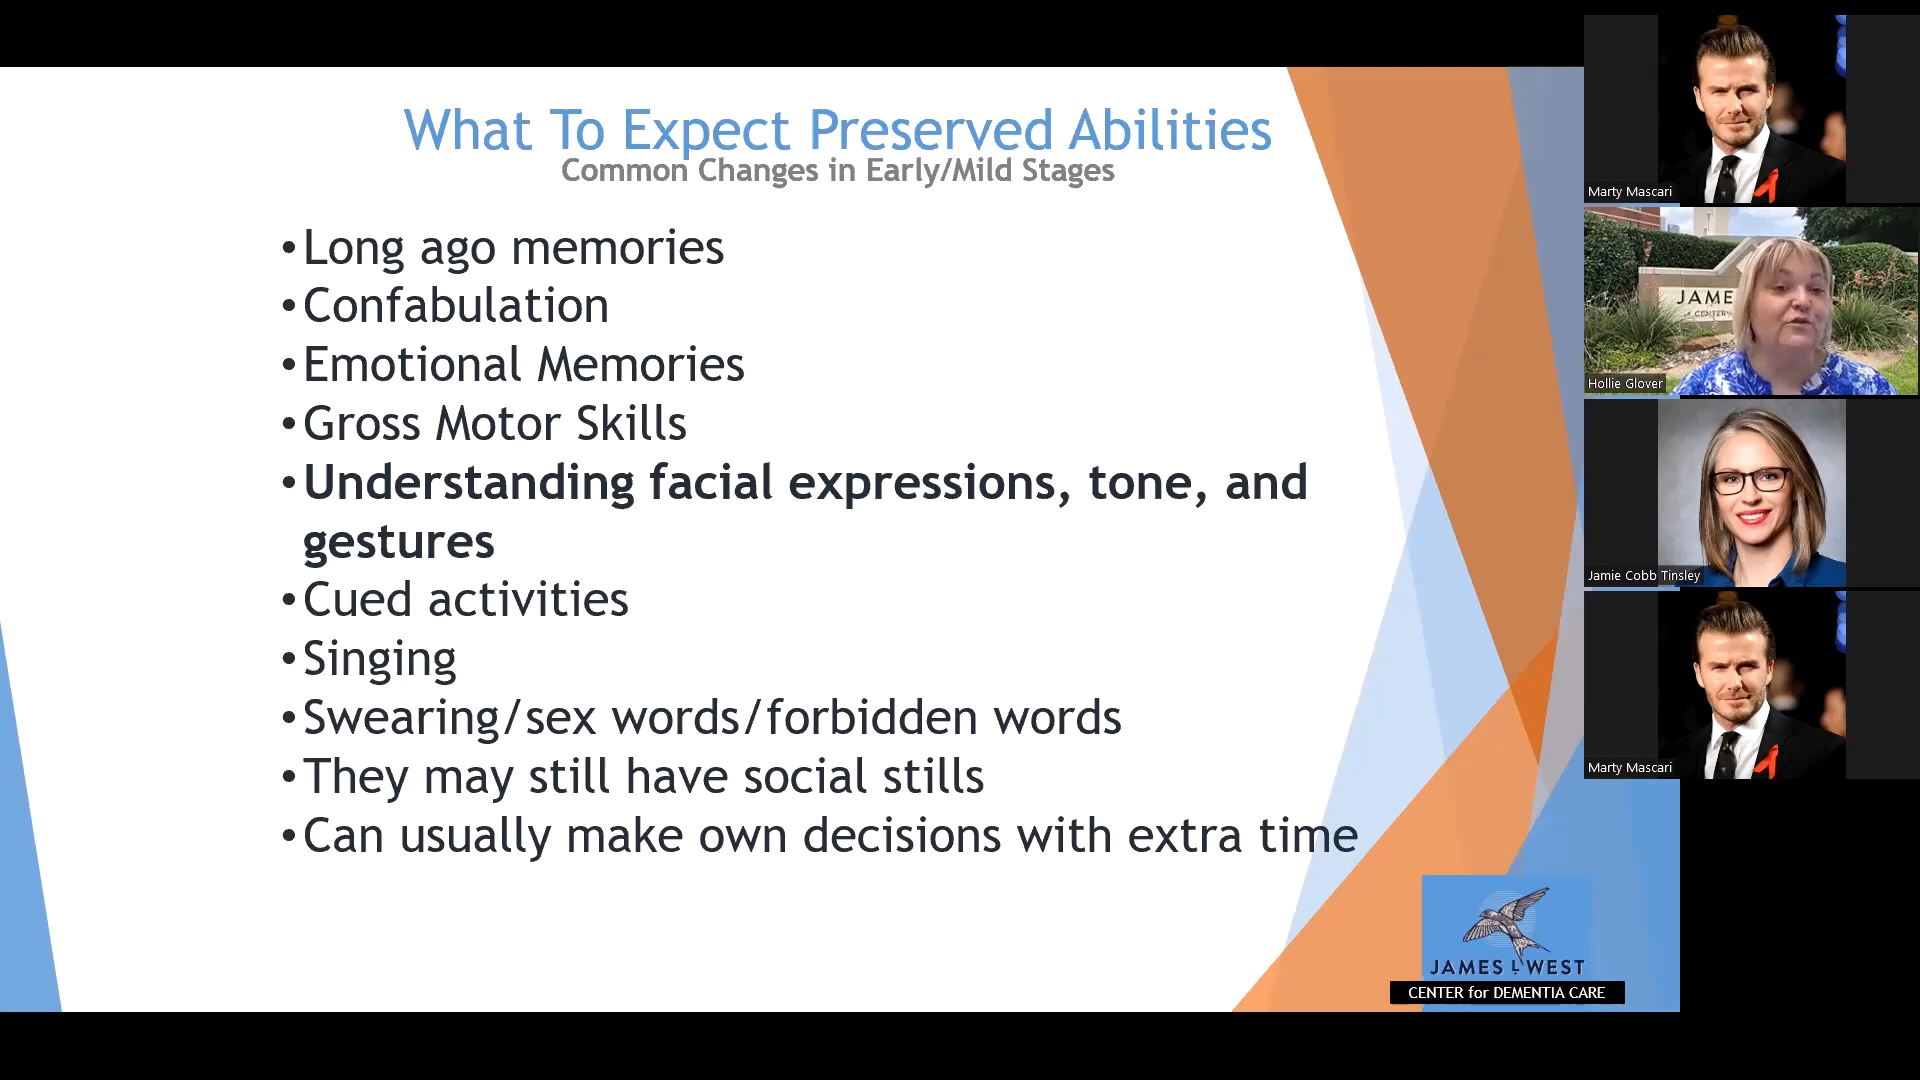 What To Expect Preserved Abilities
Common Changes in Early/Mild Stages
•Long ago memories
•Confabulation
•Emotional Memories
•Gross Motor Skills
•Understanding facial expressions, tone, and
gestures
•Cued activities
•Singing
•Swearing/sex words/forbidden words
•They may still have social stills
•Can usually make own decisions with extra time
JAMES L WEST
CENTER for DEMENTIA CARE
Marty Mascari
JAME
CENTER
Hollie Glover
Jamie Cobb Tinsley
Marty Mascari